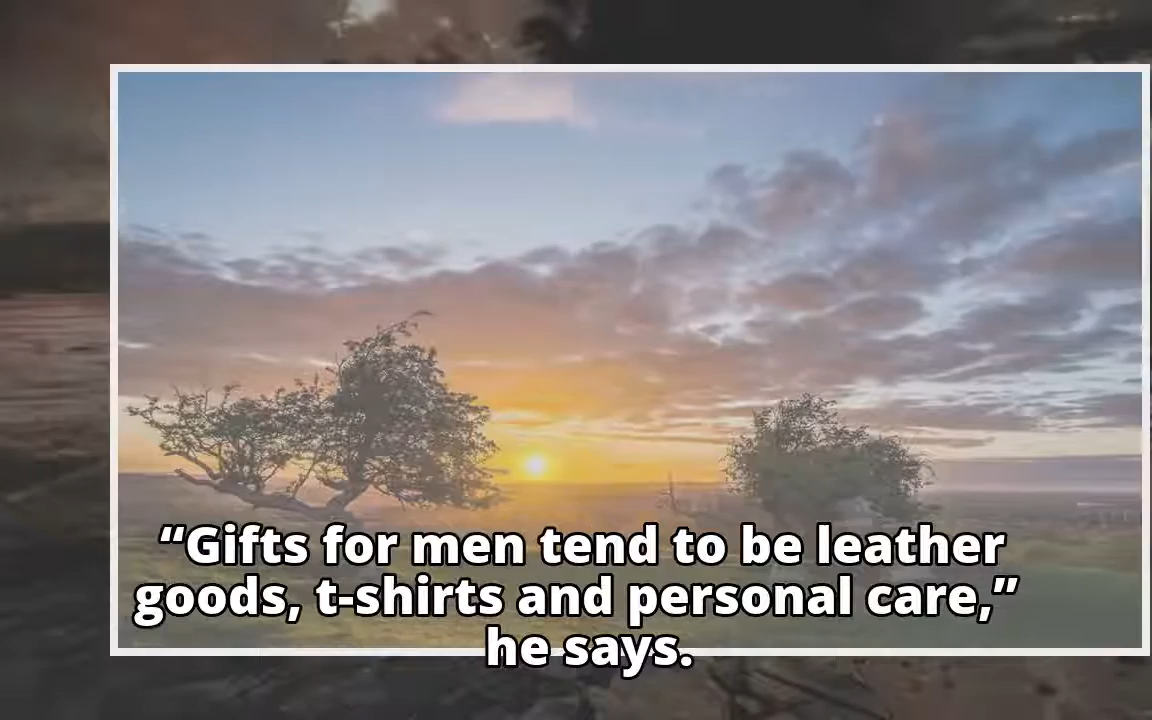 “Gifts for men tend to be leather
goods, t-shirts and personal care,”
he says.